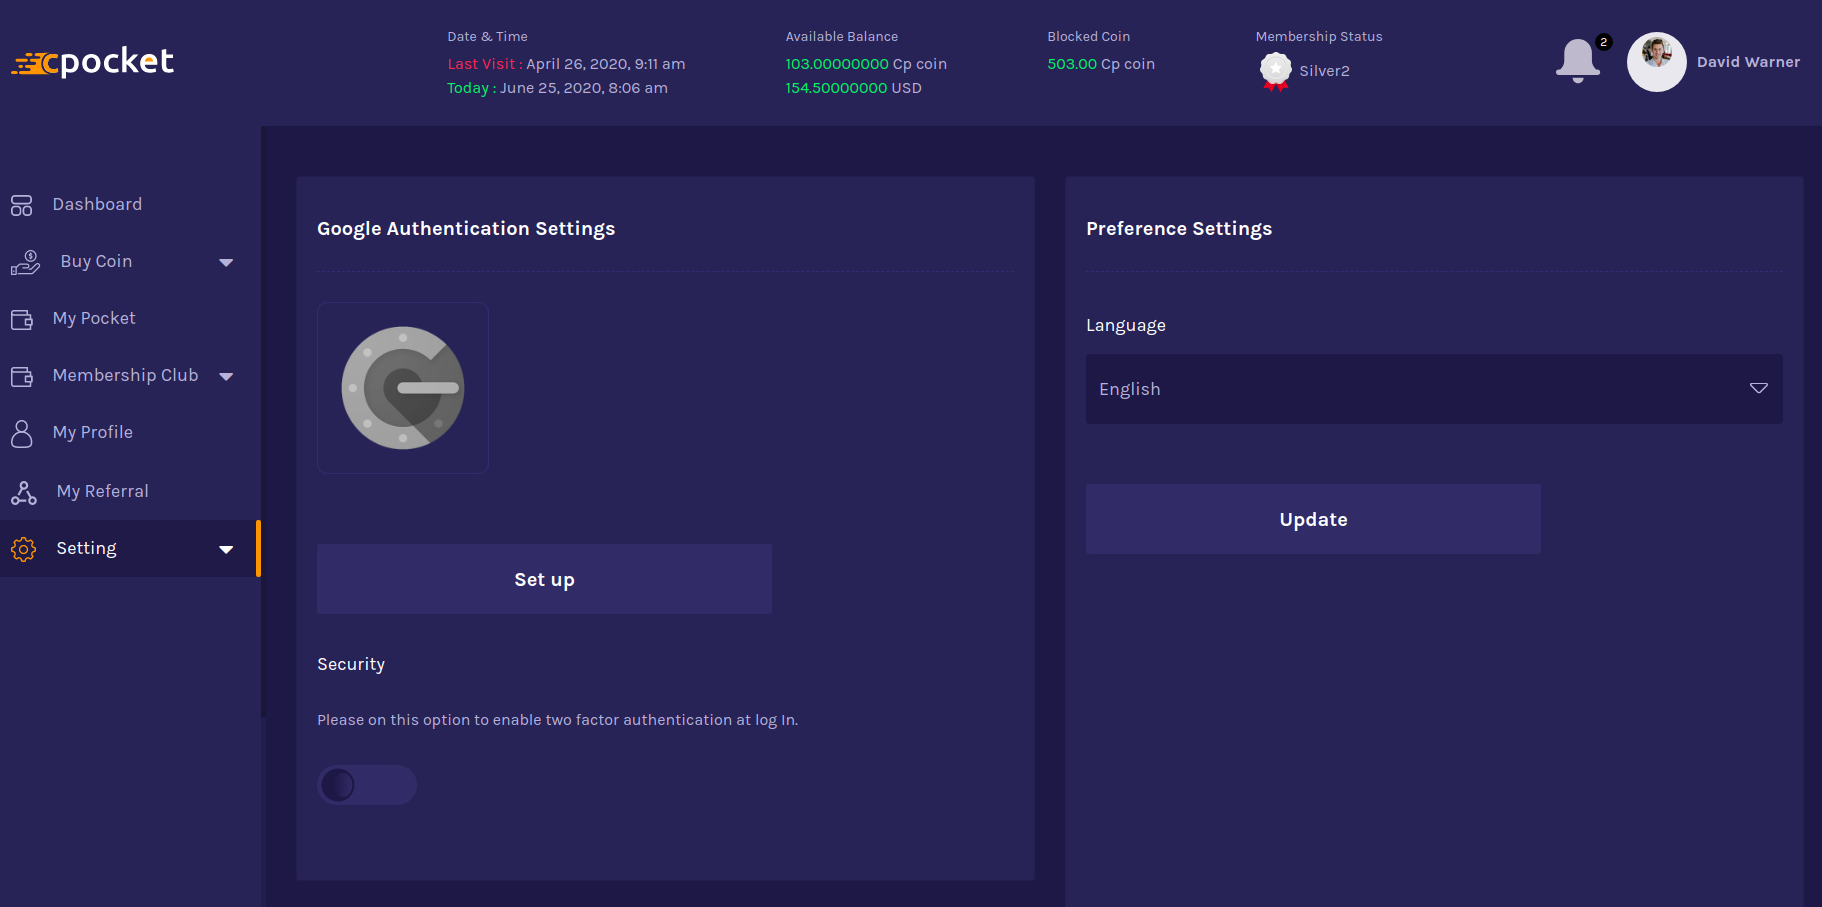 cpocket
Date & Time
Last Visit : April 26, 2020, 9:11 am
Today : June 25, 2020, 8:06 am
Available Balance
103.00000000 Cp coin
154.50000000 USD
Blocked Coin
503.00 Cp coin
Membership Status
Silver2
2
David Warner
Dashboard
Buy Coin
My Pocket
Membership Club
My Profile
My Referral
Setting
Google Authentication Settings
Set up
Security
Please on this option to enable two factor authentication at log In.
Preference Settings
Language
English
Update